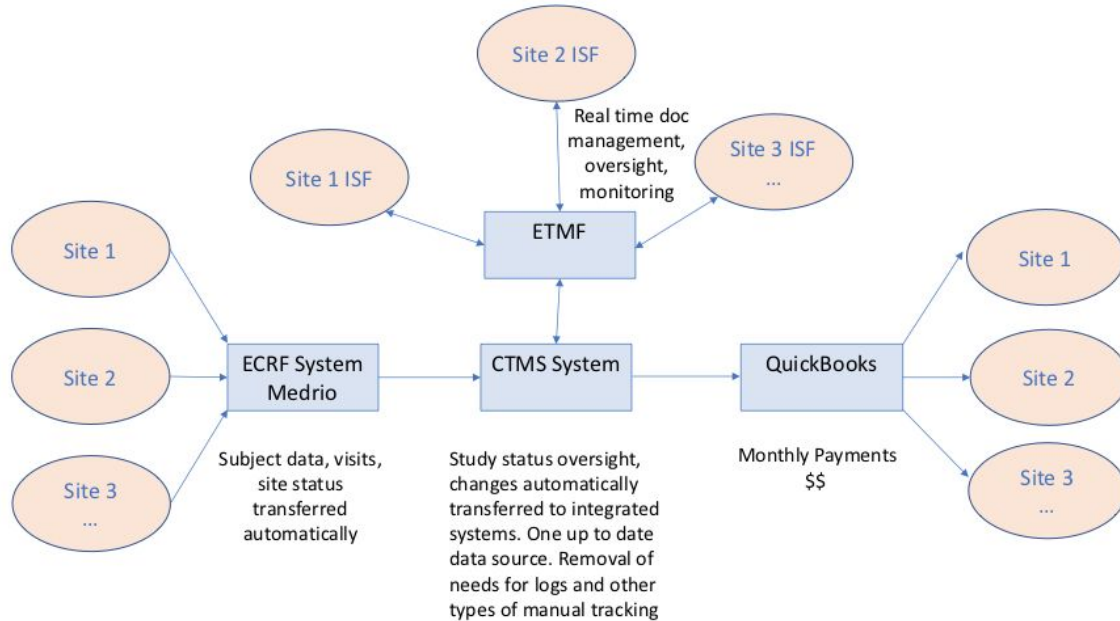 Site 2 ISF
Real time doc
management,
oversight,
monitoring
Site 1 ISF
Site 3 ISF
...
ETMF
Site 1
Site 2
Site 3
...
ECRF System
Medrio
CTMS System
QuickBooks
Site 1
Site 2
Site 3
...
Subject data, visits,
site status
transferred
automatically
Study status oversight,
changes automatically
transferred to integrated
systems. One up to date
data source. Removal of
needs for logs and other
types of manual tracking
Monthly Payments
$$